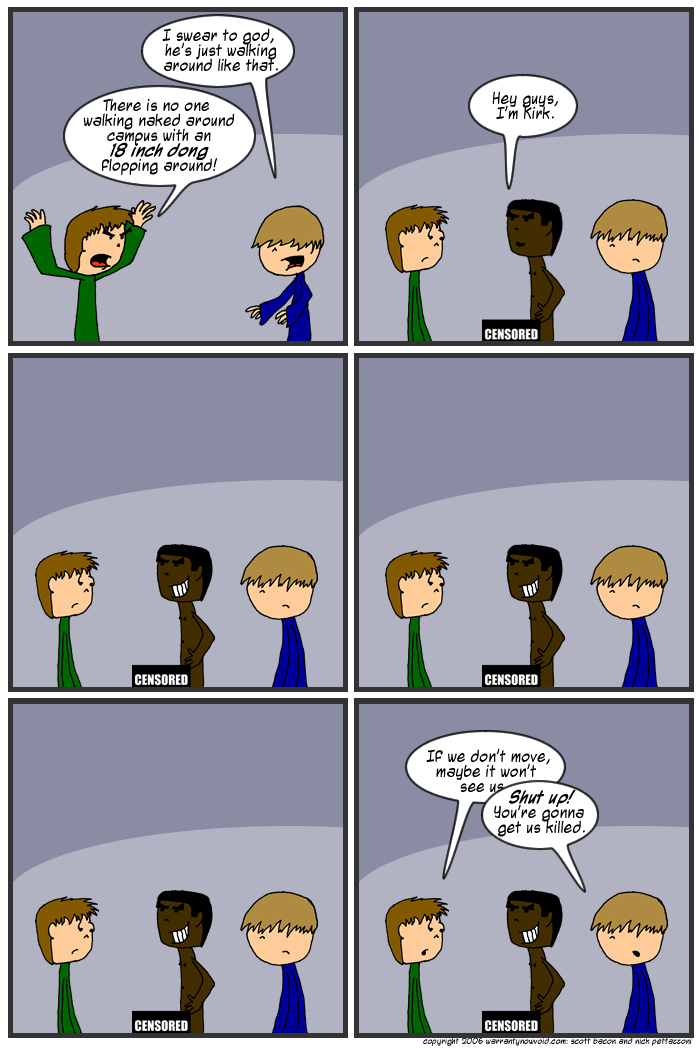 I swear to god,
he's just walking
around like that.
There is no one
walking naked around
campus with an
18 inch dong
flopping around!
Hey guys,
I'm Kirk.
CENSORED
CENSORED
CENSORED
CENSORED
If we don't move,
maybe it won't
see us
Shut up!
You're gonna
get us killed.
CENSORED
copyright 2006 warrantynowvoid.com: scott bacon and nick pettazzoni